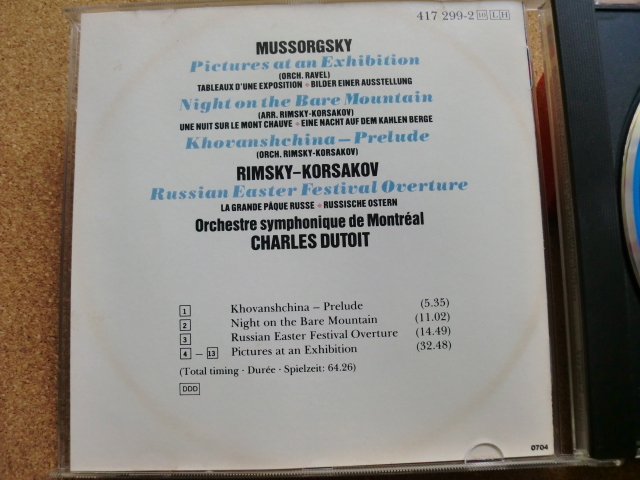 417 299-2 10 L H
MUSSORGSKY
Pictures at an Exhibition
(ORCH. RAVEL)
TABLEAUX D'UNE EXPOSITION * BILDER EINER AUSSTELLUNG
Night on the Bare Mountain
(ARR. RIMSKY-KORSAKOV)
UNE NUIT SUR LE MONT CHAUVE * EINE NACHT AUF DEM KAHLEN BERGE
Khovanshchina – Prelude
(ORCH. RIMSKY-KORSAKOV)
RIMSKY–KORSAKOV
Russian Easter Festival Overture
LA GRANDE PÂQUE RUSSE * RUSSISCHE OSTERN
Orchestre symphonique de Montréal
CHARLES DUTOIT
1 Khovanshchina – Prelude (5.35)
2 Night on the Bare Mountain (11.02)
3 Russian Easter Festival Overture (14.49)
4 – 13 Pictures at an Exhibition (32.48)
(Total timing · Durée · Spielzeit: 64.26)
DDD
0704